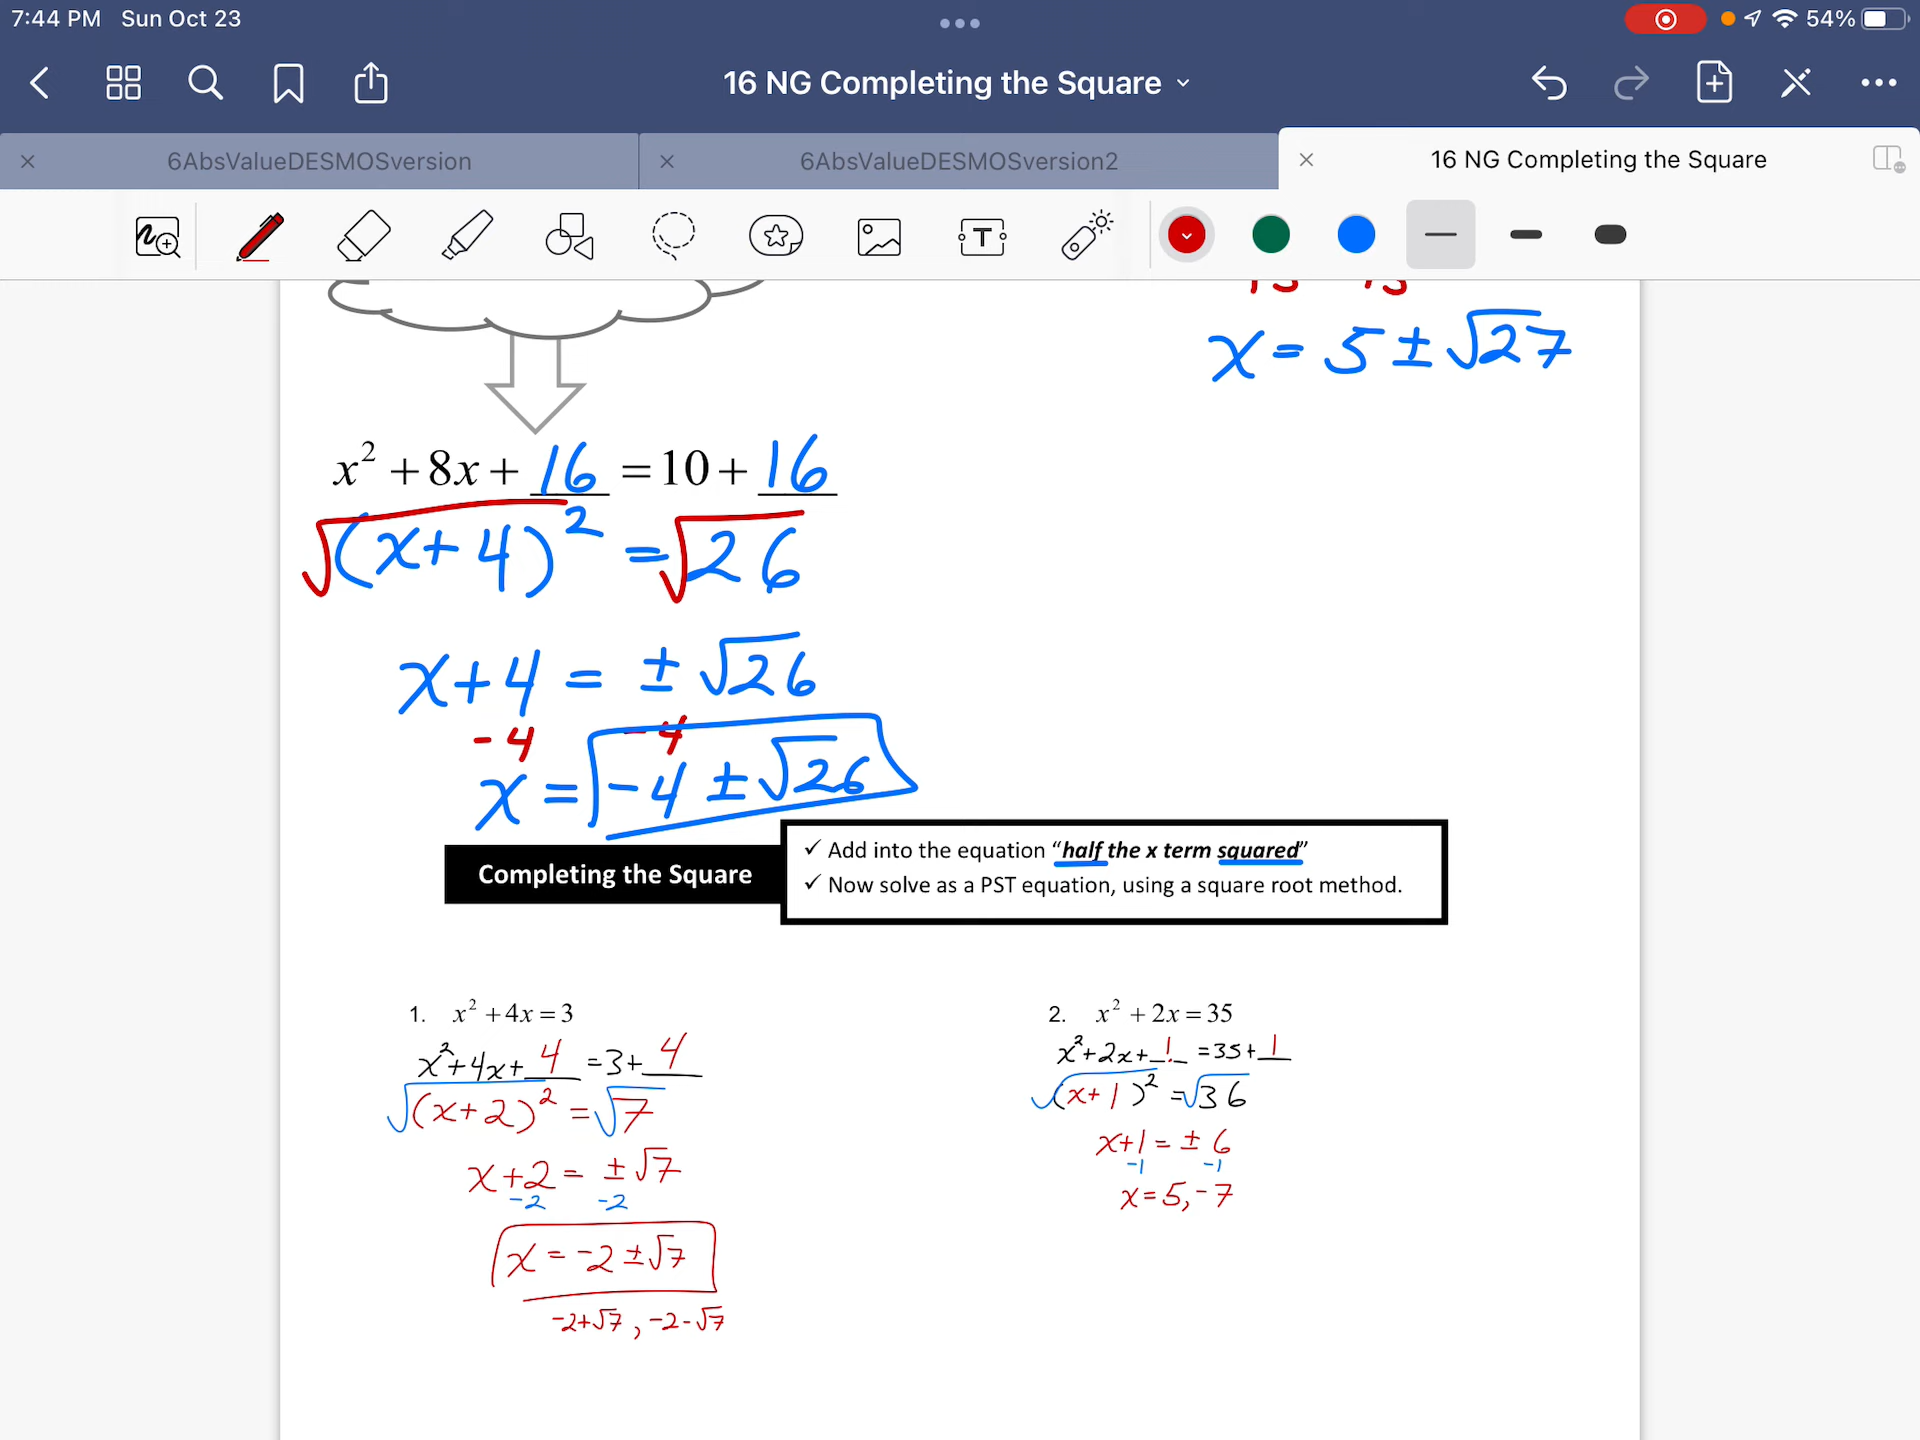 7:44 PM Sun Oct 23
54%
16 NG Completing the Square
6AbsValueDESMOSversion
6AbsValueDESMOSversion2
16 NG Completing the Square
x = 5 ± √27
x² + 8x + 16 = 10 + 16
√(x + 4)² = √26
x + 4 = ± √26
-4 -4
x = -4 ± √26
Completing the Square
✓ Add into the equation “half the x term squared”
✓ Now solve as a PST equation, using a square root method.
1. x² + 4x = 3
x² + 4x + 4 = 3 + 4
√(x + 2)² = √7
x + 2 = ± √7
-2 -2
x = -2 ± √7
-2+√7, -2-√7
2. x² + 2x = 35
x² + 2x + 1 = 35 + 1
√(x + 1)² = √36
x + 1 = ± 6
-1 -1
x = 5, -7